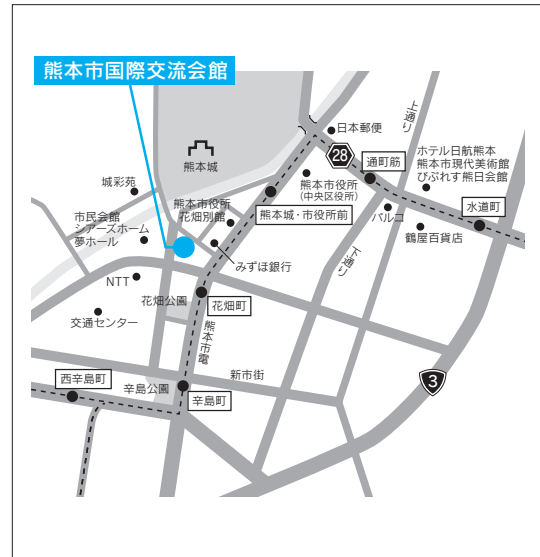 熊本市国際交流会館
熊本城
日本郵便
上通り
28
通町筋
ホテル日航熊本
熊本市現代美術館
びぷれす熊日会館
城彩苑
熊本市役所
(中央区役所)
熊本市役所
花畑別館
熊本城・市役所前
パルコ
水道町
市民会館
シアーズホーム
夢ホール
鶴屋百貨店
みずほ銀行
下通り
NTT
花畑公園
花畑町
交通センター
熊本市電
新市街
3
西辛島町
辛島公園
辛島町